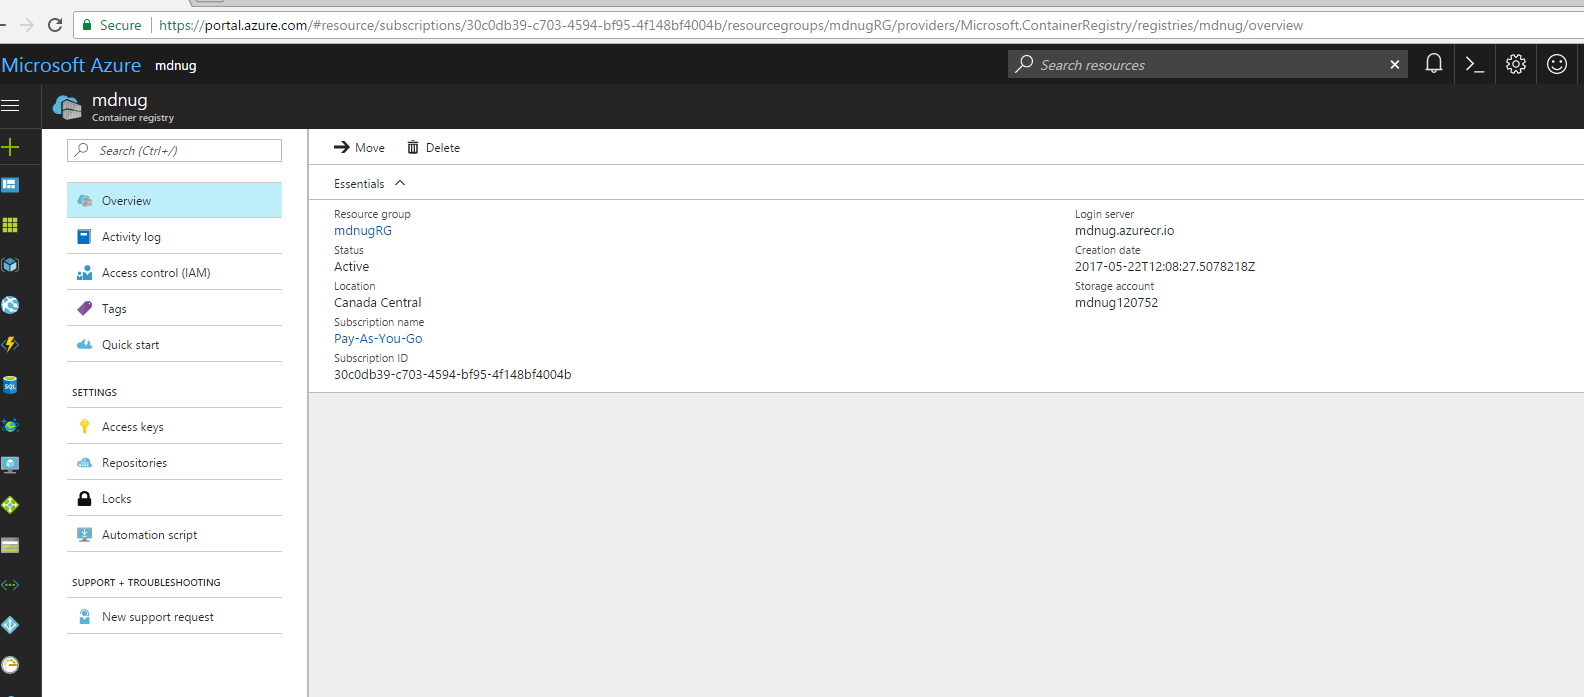 Secure https://portal.azure.com/#resource/subscriptions/30c0db39-c703-4594-bf95-4f148bf4004b/resourcegroups/mdnugRG/providers/Microsoft.ContainerRegistry/registries/mdnug/overview
Microsoft Azure mdnug
Search resources
mdnug
Container registry
Search (Ctrl+/)
Overview
Activity log
Access control (IAM)
Tags
Quick start
SETTINGS
Access keys
Repositories
Locks
Automation script
SUPPORT + TROUBLESHOOTING
New support request
Move Delete
Essentials
Resource group
mdnugRG
Status
Active
Location
Canada Central
Subscription name
Pay-As-You-Go
Subscription ID
30c0db39-c703-4594-bf95-4f148bf4004b
Login server
mdnug.azurecr.io
Creation date
2017-05-22T12:08:27.5078218Z
Storage account
mdnug120752
SQL